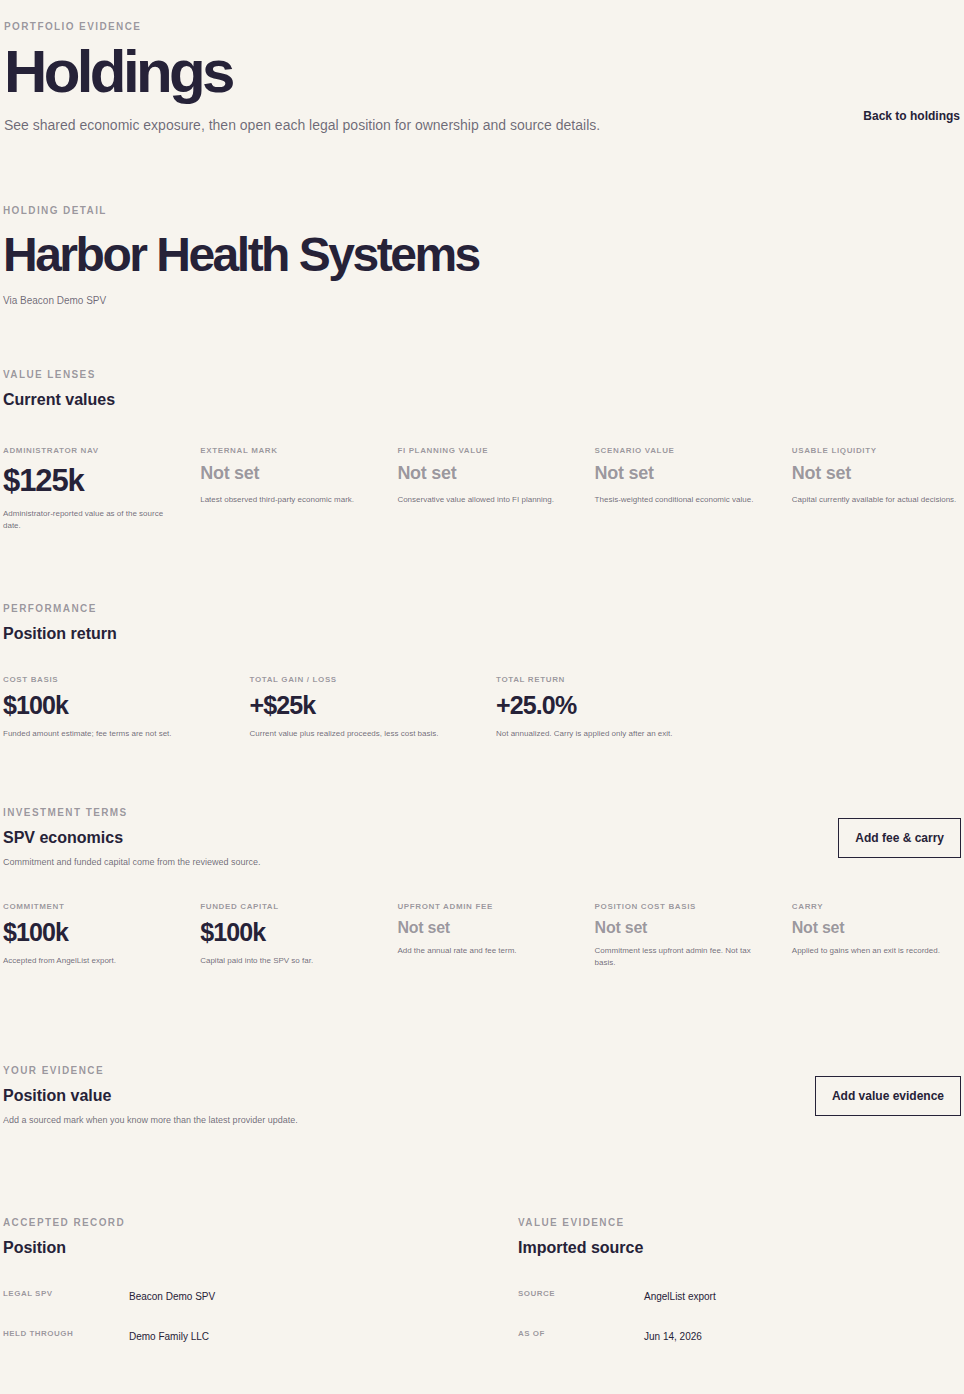 PORTFOLIO EVIDENCE
Holdings
See shared economic exposure, then open each legal position for ownership and source details.
Back to holdings
HOLDING DETAIL
Harbor Health Systems
Via Beacon Demo SPV
VALUE LENSES
Current values
ADMINISTRATOR NAV
$125k
Administrator-reported value as of the source
date.
EXTERNAL MARK
Not set
Latest observed third-party economic mark.
FI PLANNING VALUE
Not set
Conservative value allowed into FI planning.
SCENARIO VALUE
Not set
Thesis-weighted conditional economic value.
USABLE LIQUIDITY
Not set
Capital currently available for actual decisions.
PERFORMANCE
Position return
COST BASIS
$100k
Funded amount estimate; fee terms are not set.
TOTAL GAIN / LOSS
+$25k
Current value plus realized proceeds, less cost basis.
TOTAL RETURN
+25.0%
Not annualized. Carry is applied only after an exit.
INVESTMENT TERMS
SPV economics
Commitment and funded capital come from the reviewed source.
Add fee & carry
COMMITMENT
$100k
Accepted from AngelList export.
FUNDED CAPITAL
$100k
Capital paid into the SPV so far.
UPFRONT ADMIN FEE
Not set
Add the annual rate and fee term.
POSITION COST BASIS
Not set
Commitment less upfront admin fee. Not tax
basis.
CARRY
Not set
Applied to gains when an exit is recorded.
YOUR EVIDENCE
Position value
Add a sourced mark when you know more than the latest provider update.
Add value evidence
ACCEPTED RECORD
Position
LEGAL SPV
Beacon Demo SPV
HELD THROUGH
Demo Family LLC
VALUE EVIDENCE
Imported source
SOURCE
AngelList export
AS OF
Jun 14, 2026